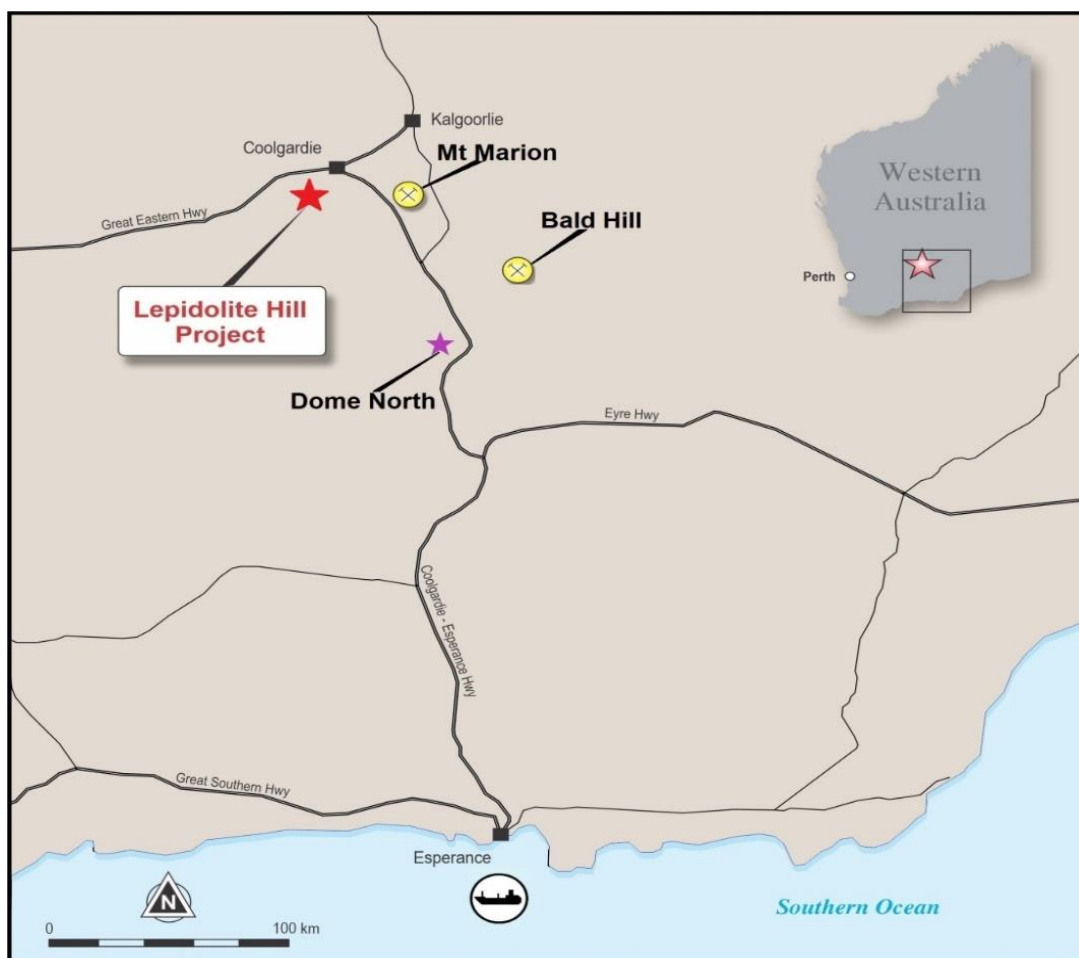 Kalgoorlie
Coolgardie
Mt Marion
Great Eastern Hwy
Bald Hill
Western
Australia
Perth
Lepidolite Hill
Project
Dome North
Eyre Hwy
Coolgardie - Esperance Hwy
Great Southern Hwy
Esperance
N
Southern Ocean
0
100 km